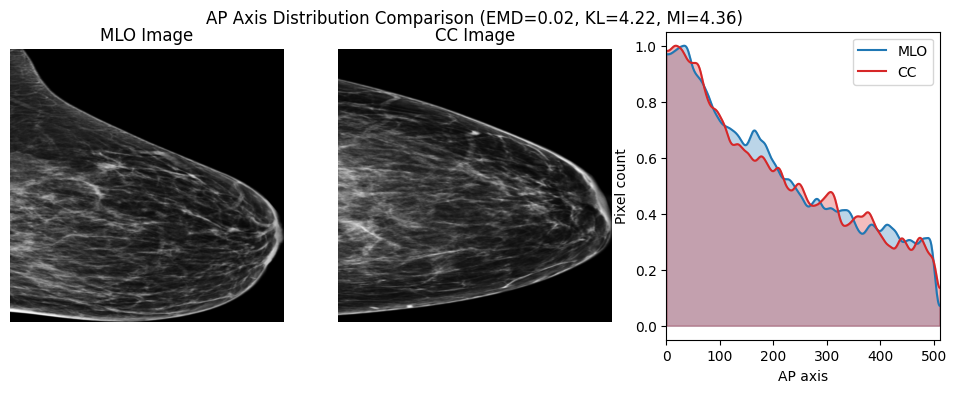 AP Axis Distribution Comparison (EMD=0.02, KL=4.22, MI=4.36)
MLO Image
CC Image
MLO
CC
Pixel count
1.0
0.8
0.6
0.4
0.2
0.0
0 100 200 300 400 500
AP axis